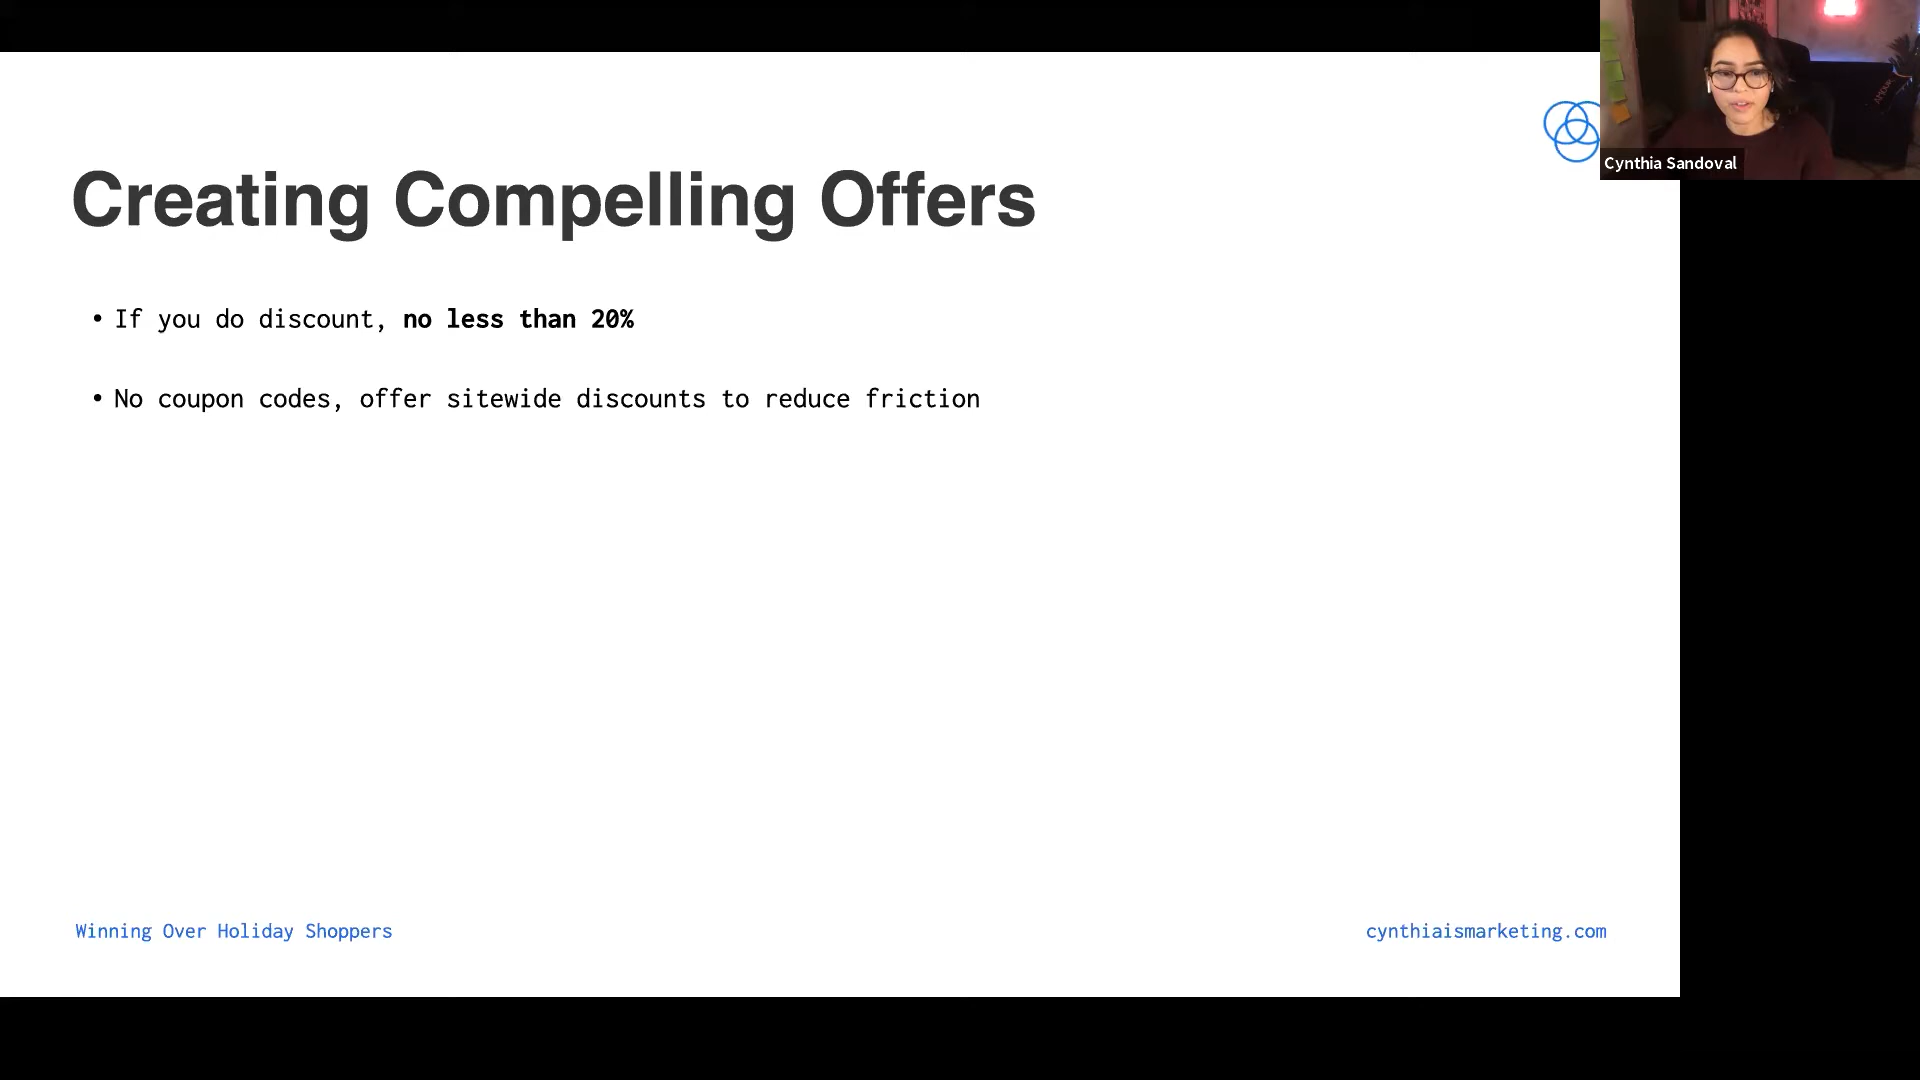 Cynthia Sandoval
Creating Compelling Offers
• If you do discount, no less than 20%
• No coupon codes, offer sitewide discounts to reduce friction
Winning Over Holiday Shoppers
cynthiaismarketing.com